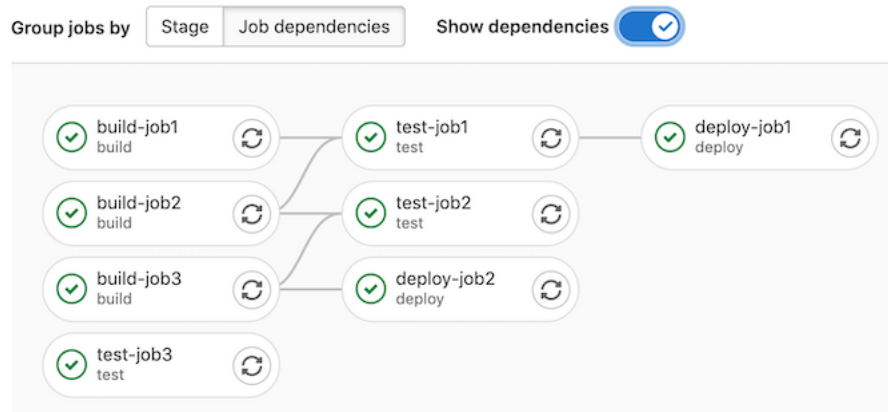 Group jobs by Stage Job dependencies Show dependencies
build-job1
build
test-job1
test
deploy-job1
deploy
build-job2
build
test-job2
test
build-job3
build
deploy-job2
deploy
test-job3
test